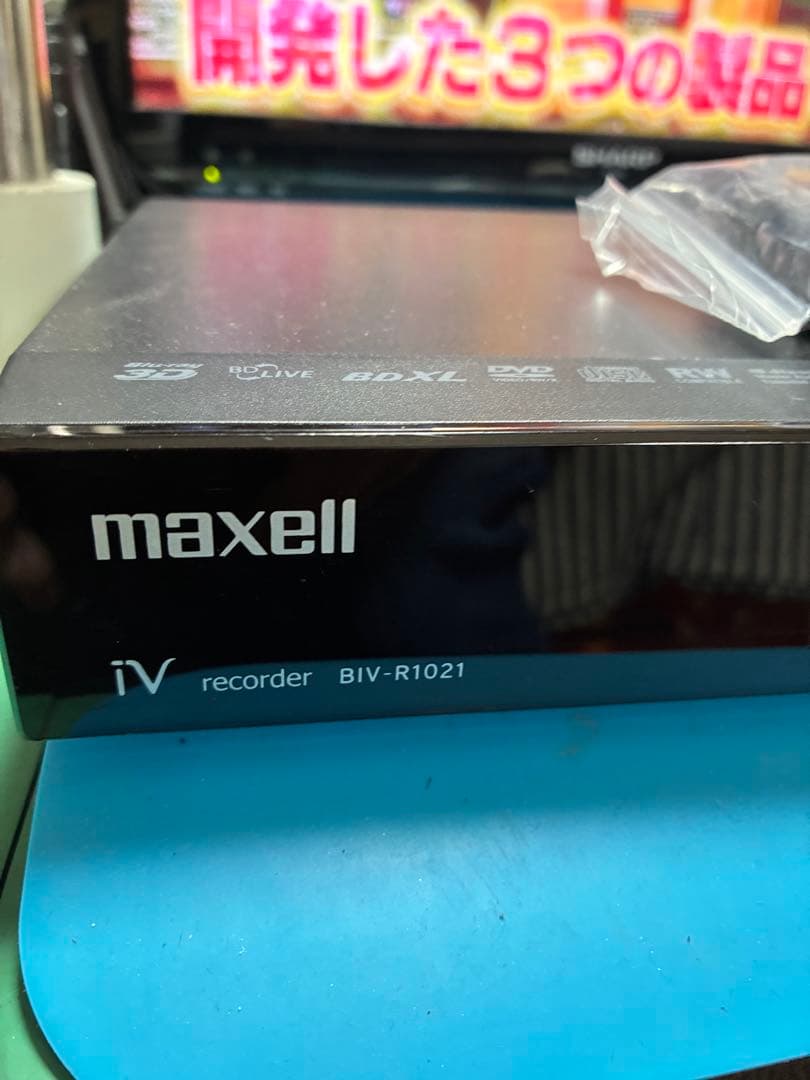 開発した3つの製品
SHARP
Blu-ray
3D
BD LIVE
BDXL
DVD
RW
maxell
iV recorder BIV-R1021